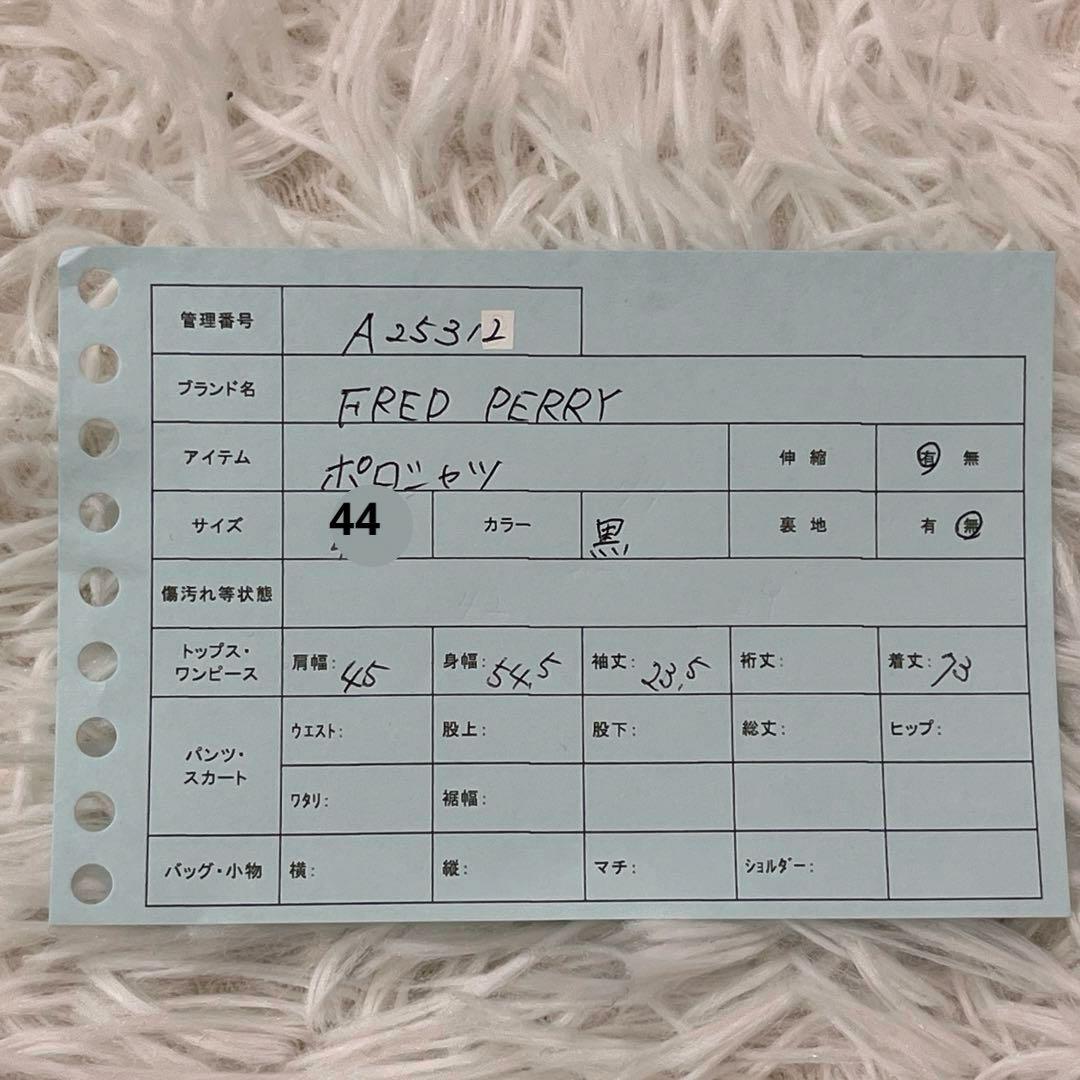 管理番号 A25312
ブランド名 FRED PERRY
アイテム ポロシャツ 伸縮 有 無
サイズ 44 カラー 黒 裏地 有 無
傷汚れ等状態
トップス・ワンピース 肩幅: 45 身幅: 54.5 袖丈: 23.5 裄丈: 着丈: 73
パンツ・スカート ウエスト: 股上: 股下: 総丈: ヒップ:
ワタリ: 裾幅:
バッグ・小物 横: 縦: マチ: ショルダー: